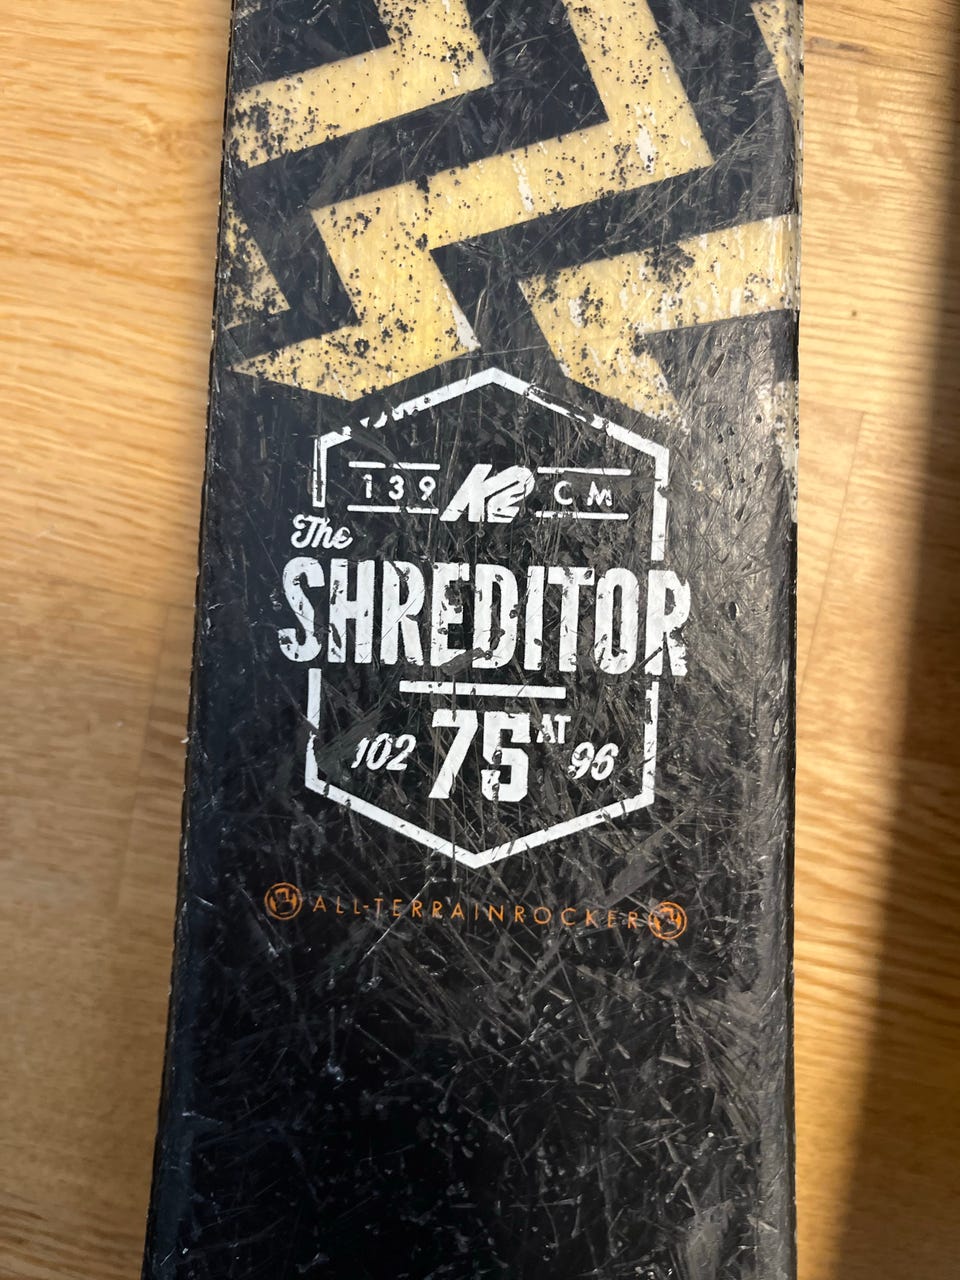 139 K2 CM
The
SHREDITOR
102 75 AT 96
ALL-TERRAINROCKER